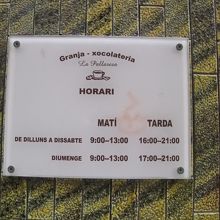 Granja - xocolateria
La Pallaresa
HORARI
MATÍ TARDA
DE DILLUNS A DISSABTE 9:00–13:00 16:00–21:00
DIUMENGE 9:00–13:00 17:00–21:00